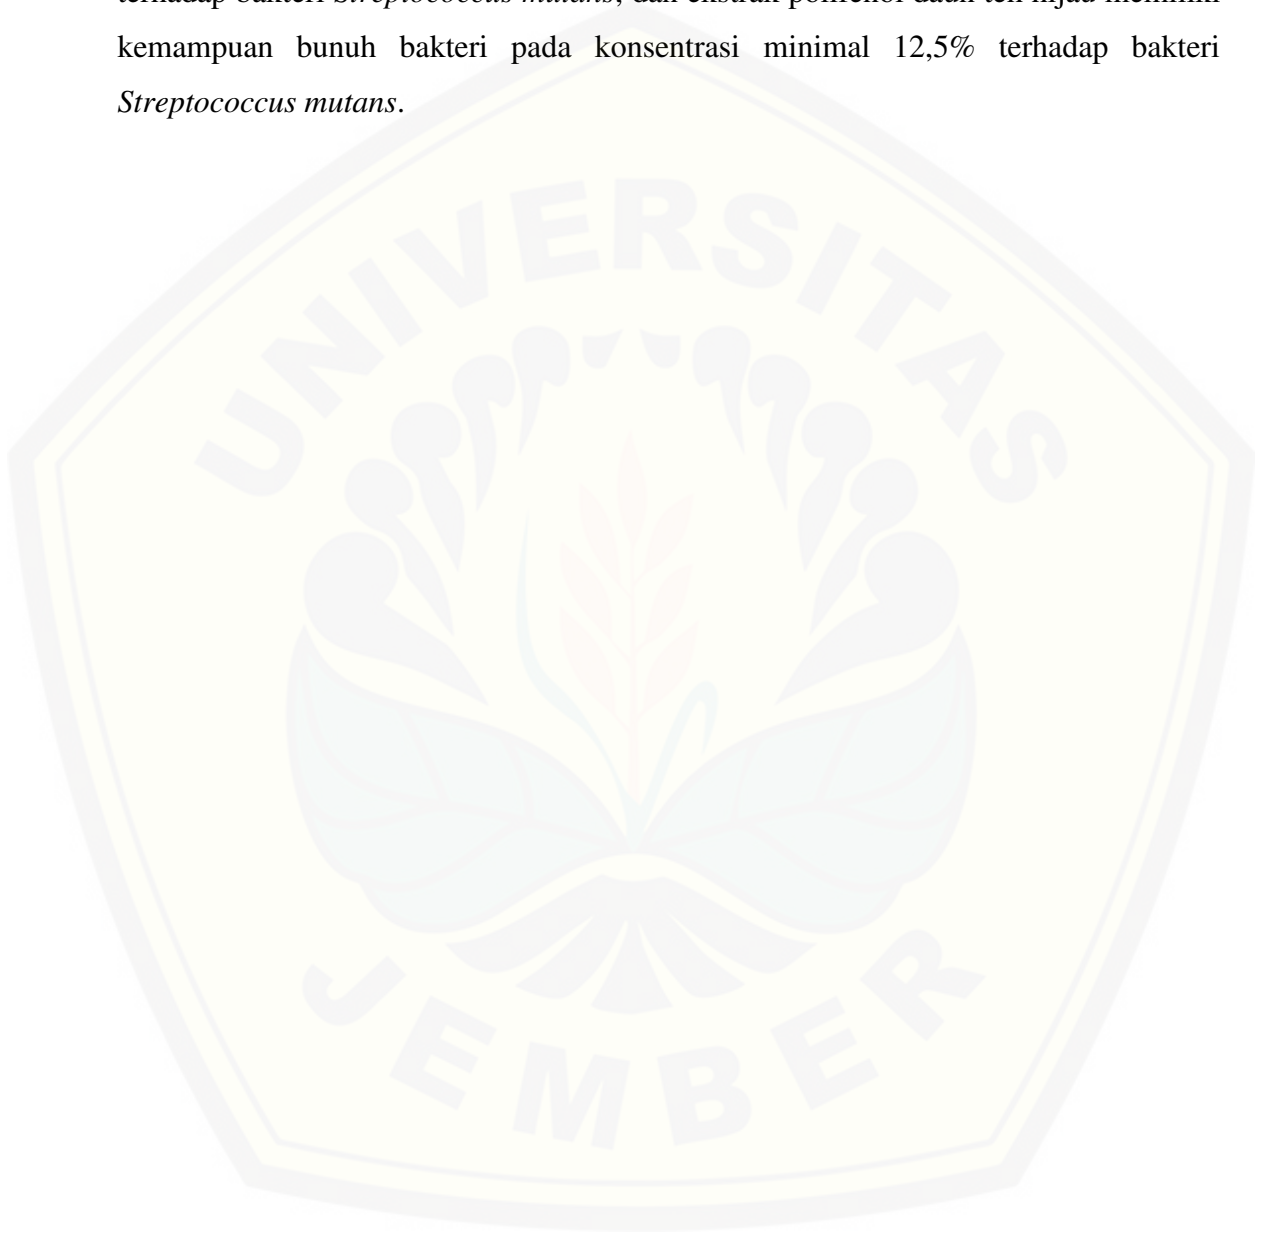 terhadap bakteri Streptococcus mutans, dan ekstrak polifenol daun teh hijau memiliki
kemampuan bunuh bakteri pada konsentrasi minimal 12,5% terhadap bakteri
Streptococcus mutans.
UNIVERSITAS
JEMBER